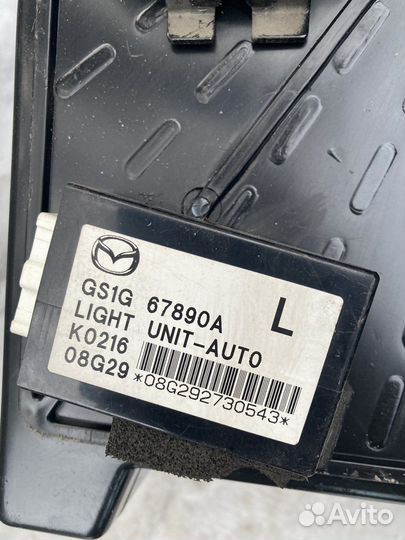 GS1G 67890A L
LIGHT UNIT-AUTO
K0216
08G29 *08G292730543*
Avito